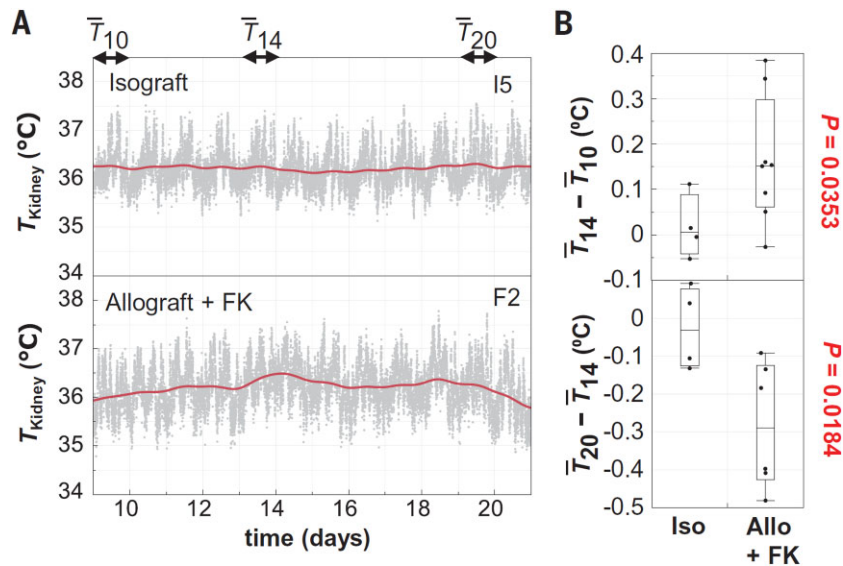 A
T̅10
T̅14
T̅20
Isograft
I5
TKidney (°C)
38
37
36
35
34
Allograft + FK
F2
TKidney (°C)
38
37
36
35
34
10
12
14
16
18
20
time (days)
B
T̅14 − T̅10 (ºC)
0.4
0.3
0.2
0.1
0
-0.1
P = 0.0353
T̅20 − T̅14 (ºC)
0
-0.1
-0.2
-0.3
-0.4
-0.5
P = 0.0184
Iso
Allo
+ FK